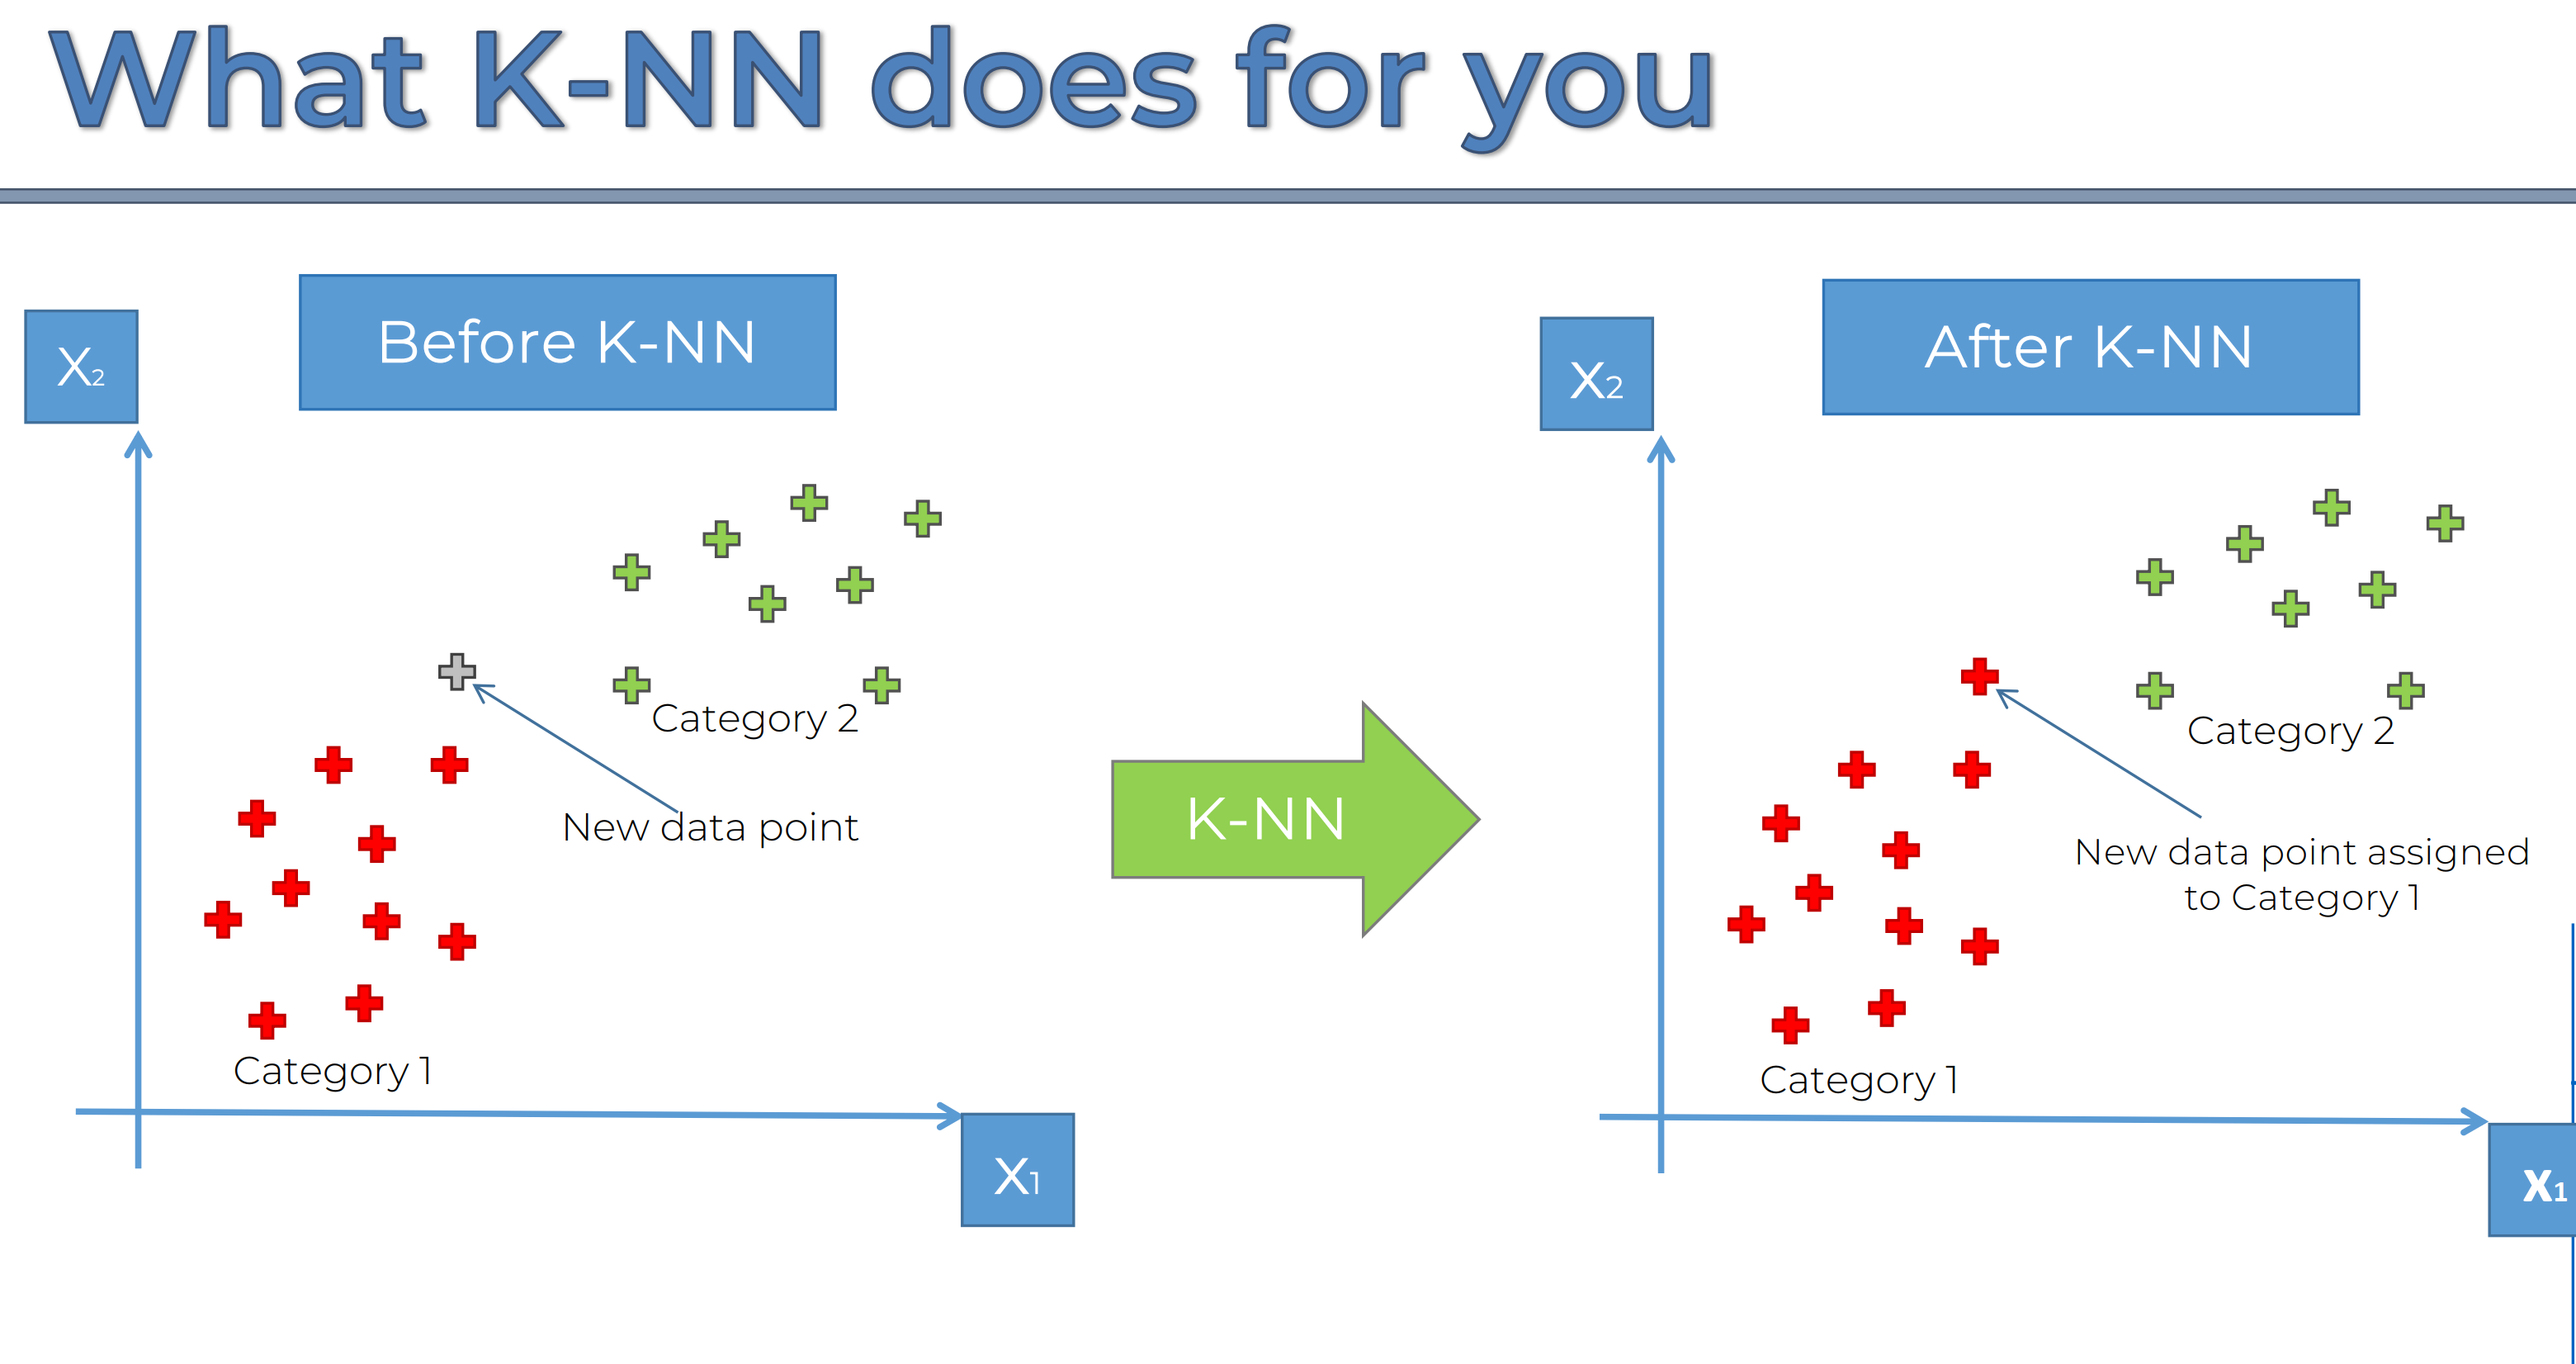 What K-NN does for you
Before K-NN
X₂
Category 2
New data point
Category 1
X₁
K-NN
After K-NN
X₂
Category 2
New data point assigned
to Category 1
Category 1
X₁